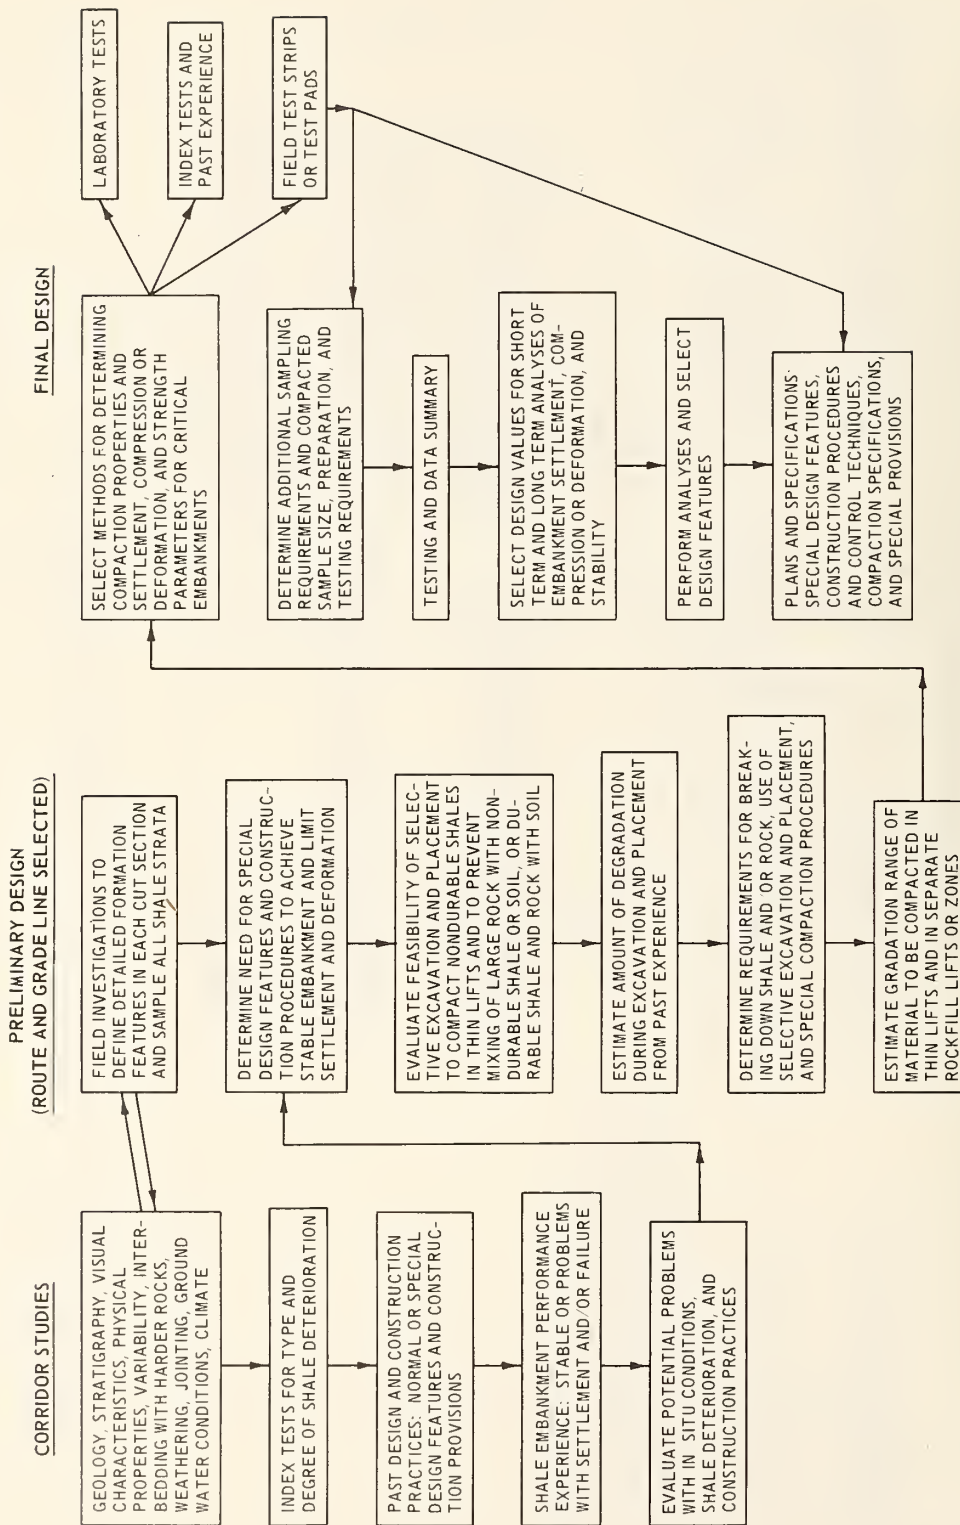 CORRIDOR STUDIES
GEOLOGY, STRATIGRAPHY, VISUAL
CHARACTERISTICS, PHYSICAL
PROPERTIES, VARIABILITY, INTER-
BEDDING WITH HARDER ROCKS,
WEATHERING, JOINTING, GROUND
WATER CONDITIONS, CLIMATE
INDEX TESTS FOR TYPE AND
DEGREE OF SHALE DETERIORATION
PAST DESIGN AND CONSTRUCTION
PRACTICES: NORMAL OR SPECIAL
DESIGN FEATURES AND CONSTRUC-
TION PROVISIONS
SHALE EMBANKMENT PERFORMANCE
EXPERIENCE: STABLE OR PROBLEMS
WITH SETTLEMENT AND/OR FAILURE
EVALUATE POTENTIAL PROBLEMS
WITH IN SITU CONDITIONS,
SHALE DETERIORATION, AND
CONSTRUCTION PRACTICES
PRELIMINARY DESIGN
(ROUTE AND GRADE LINE SELECTED)
FIELD INVESTIGATIONS TO
DEFINE DETAILED FORMATION
FEATURES IN EACH CUT SECTION
AND SAMPLE ALL SHALE STRATA
DETERMINE NEED FOR SPECIAL
DESIGN FEATURES AND CONSTRUC-
TION PROCEDURES TO ACHIEVE
STABLE EMBANKMENT AND LIMIT
SETTLEMENT AND DEFORMATION
EVALUATE FEASIBILITY OF SELEC-
TIVE EXCAVATION AND PLACEMENT
TO COMPACT NONDURABLE SHALES
IN THIN LIFTS AND TO PREVENT
MIXING OF LARGE ROCK WITH NON-
DURABLE SHALE OR SOIL, OR DU-
RABLE SHALE AND ROCK WITH SOIL
ESTIMATE AMOUNT OF DEGRADATION
DURING EXCAVATION AND PLACEMENT
FROM PAST EXPERIENCE
DETERMINE REQUIREMENTS FOR BREAK-
ING DOWN SHALE AND OR ROCK, USE OF
SELECTIVE EXCAVATION AND PLACEMENT,
AND SPECIAL COMPACTION PROCEDURES
ESTIMATE GRADATION RANGE OF
MATERIAL TO BE COMPACTED IN
THIN LIFTS AND IN SEPARATE
ROCKFILL LIFTS OR ZONES
FINAL DESIGN
SELECT METHODS FOR DETERMINING
COMPACTION PROPERTIES AND
SETTLEMENT, COMPRESSION OR
DEFORMATION, AND STRENGTH
PARAMETERS FOR CRITICAL
EMBANKMENTS
LABORATORY TESTS
INDEX TESTS AND
PAST EXPERIENCE
FIELD TEST STRIPS
OR TEST PADS
DETERMINE ADDITIONAL SAMPLING
REQUIREMENTS AND COMPACTED
SAMPLE SIZE, PREPARATION, AND
TESTING REQUIREMENTS
TESTING AND DATA SUMMARY
SELECT DESIGN VALUES FOR SHORT
TERM AND LONG TERM ANALYSES OF
EMBANKMENT SETTLEMENT, COM-
PRESSION OR DEFORMATION, AND
STABILITY
PERFORM ANALYSES AND SELECT
DESIGN FEATURES
PLANS AND SPECIFICATIONS:
SPECIAL DESIGN FEATURES,
CONSTRUCTION PROCEDURES
AND CONTROL TECHNIQUES,
COMPACTION SPECIFICATIONS,
AND SPECIAL PROVISIONS